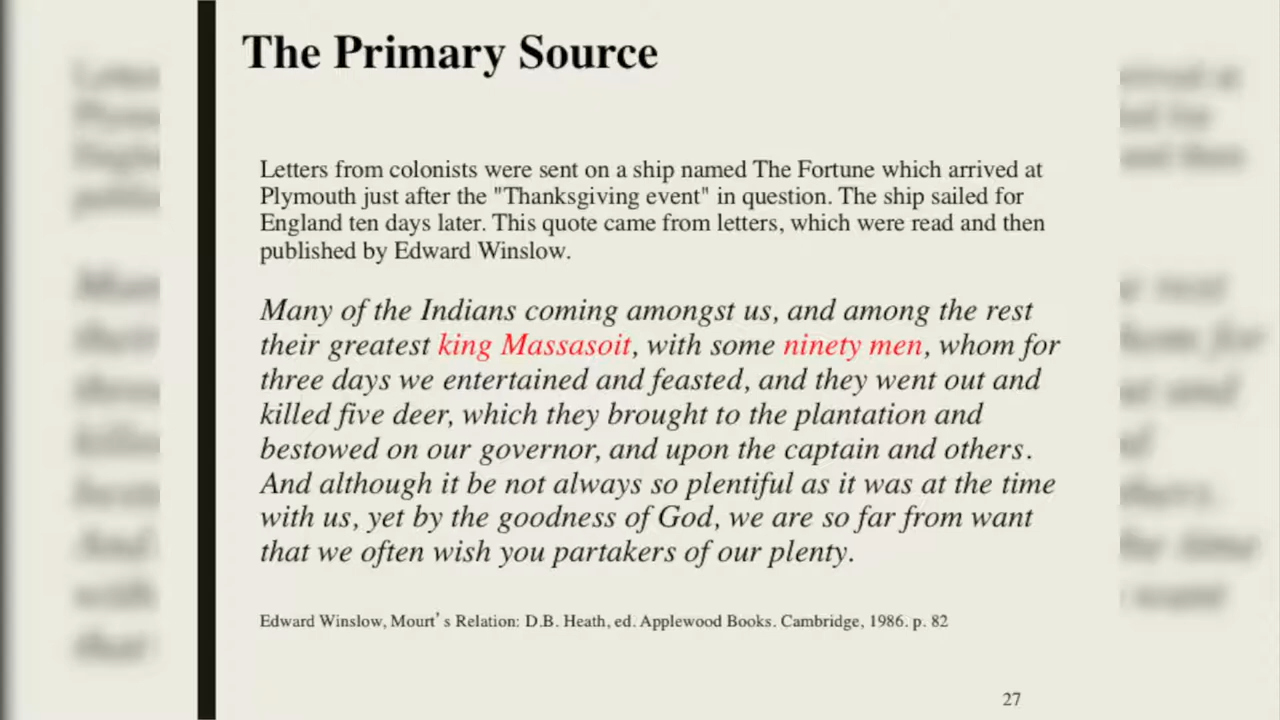 The Primary Source
Letters from colonists were sent on a ship named The Fortune which arrived at
Plymouth just after the "Thanksgiving event" in question. The ship sailed for
England ten days later. This quote came from letters, which were read and then
published by Edward Winslow.
Many of the Indians coming amongst us, and among the rest
their greatest king Massasoit, with some ninety men, whom for
three days we entertained and feasted, and they went out and
killed five deer, which they brought to the plantation and
bestowed on our governor, and upon the captain and others.
And although it be not always so plentiful as it was at the time
with us, yet by the goodness of God, we are so far from want
that we often wish you partakers of our plenty.
Edward Winslow, Mourt's Relation: D.B. Heath, ed. Applewood Books. Cambridge, 1986. p. 82
27